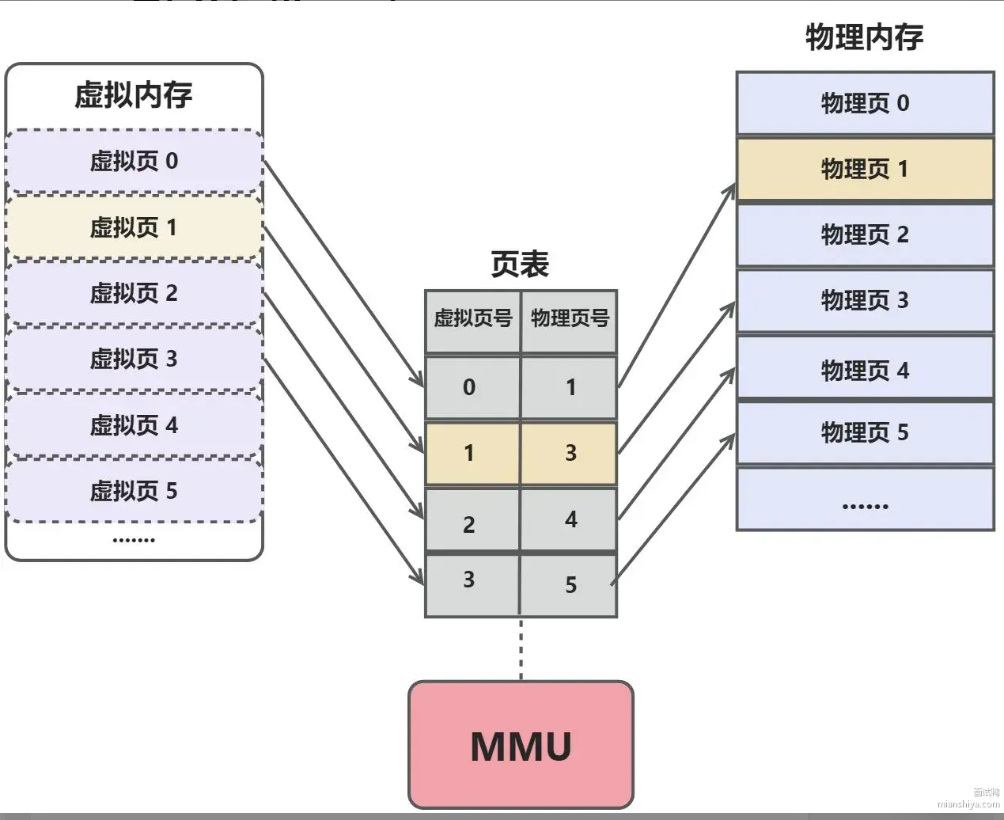 物理内存
虚拟内存
物理页 0
虚拟页 0
物理页 1
虚拟页 1
物理页 2
页表
虚拟页 2
物理页 3
虚拟页号 物理页号
虚拟页 3
物理页 4
0 1
虚拟页 4
物理页 5
1 3
虚拟页 5
......
2 4
.......
3 5
MMU
面试鸭
mianshiya.com